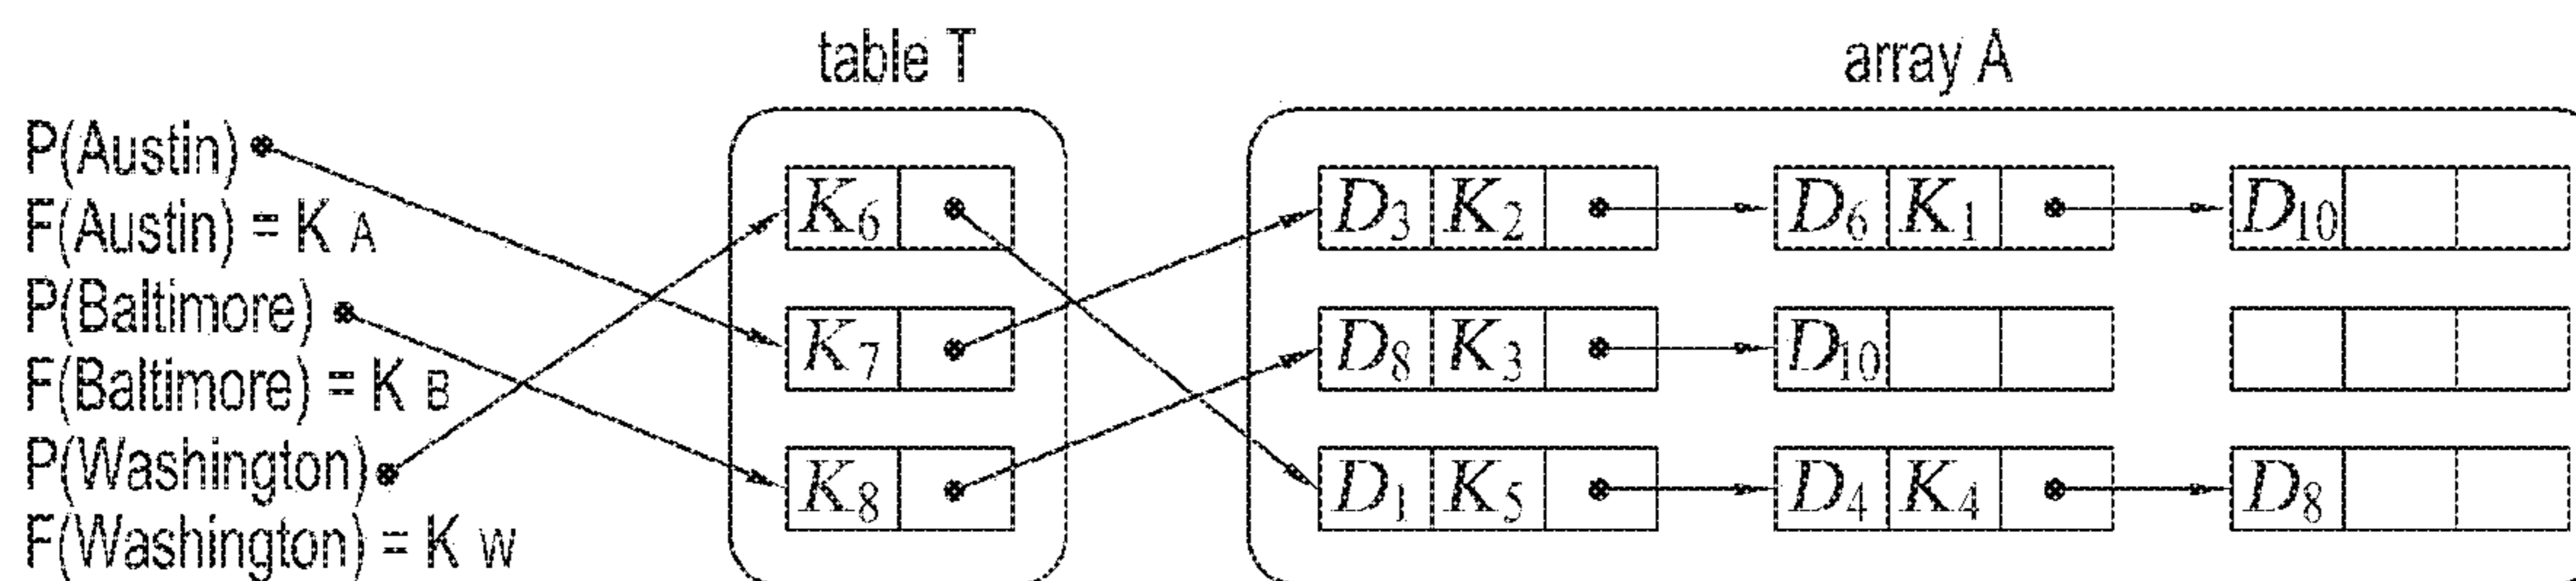 table T
array A
P(Austin)
F(Austin) = K A
P(Baltimore)
F(Baltimore) = K B
P(Washington)
F(Washington) = K W
K6
K7
K8
D3 K2 D6 K1 D10
D8 K3 D10
D1 K5 D4 K4 D8